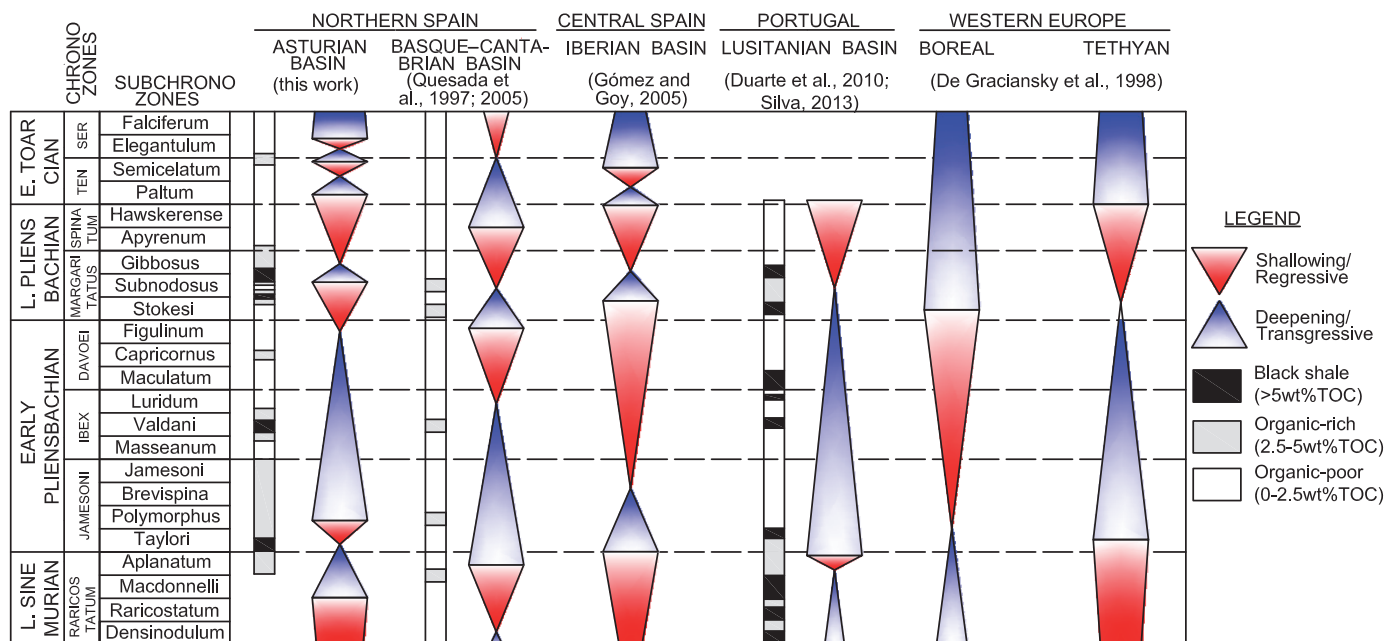 NORTHERN SPAIN
CENTRAL SPAIN
PORTUGAL
WESTERN EUROPE
CHRONO
ZONES
SUBCHRONO
ZONES
ASTURIAN
BASIN
(this work)
BASQUE–CANTA-
BRIAN BASIN
(Quesada et
al., 1997; 2005)
IBERIAN BASIN
(Gómez and
Goy, 2005)
LUSITANIAN BASIN
(Duarte et al., 2010;
Silva, 2013)
BOREAL
TETHYAN
(De Graciansky et al., 1998)
E. TOAR
CIAN
SER
Falciferum
Elegantulum
TEN
Semicelatum
Paltum
L. PLIENS
BACHIAN
SPINA
TUM
Hawskerense
Apyrenum
MARGARI
TATUS
Gibbosus
Subnodosus
Stokesi
EARLY
PLIENSBACHIAN
DAVOEI
Figulinum
Capricornus
Maculatum
IBEX
Luridum
Valdani
Masseanum
JAMESONI
Jamesoni
Brevispina
Polymorphus
Taylori
L. SINE
MURIAN
RARICOS
TATUM
Aplanatum
Macdonnelli
Raricostatum
Densinodulum
LEGEND
Shallowing/
Regressive
Deepening/
Transgressive
Black shale
(>5wt%TOC)
Organic-rich
(2.5-5wt%TOC)
Organic-poor
(0-2.5wt%TOC)